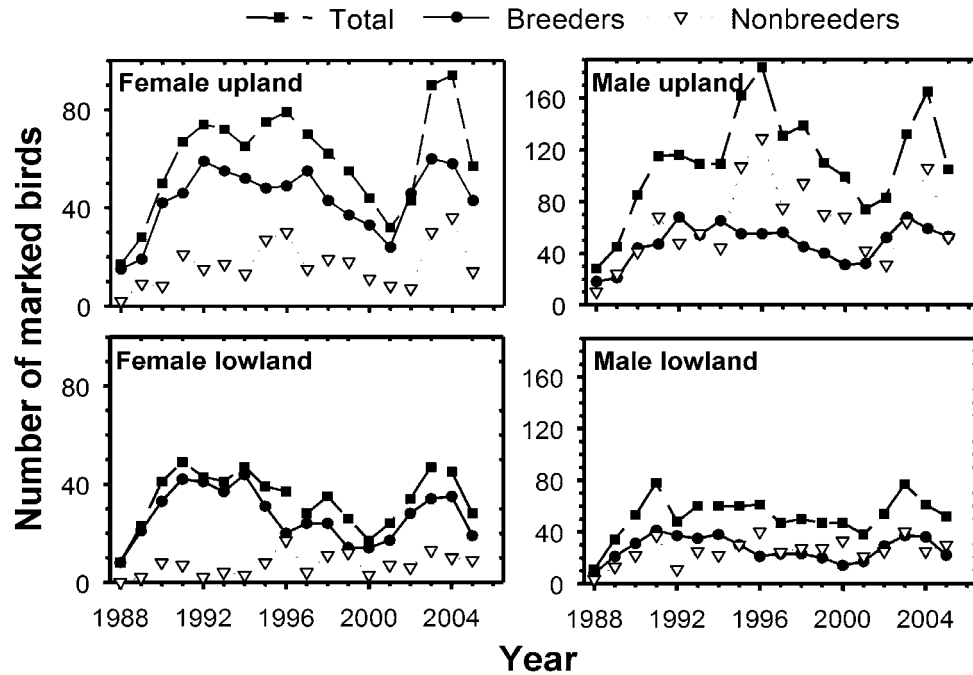 Total Breeders Nonbreeders
Number of marked birds
Female upland
80
40
0
Male upland
160
120
80
40
0
Female lowland
80
40
0
1988 1992 1996 2000 2004
Male lowland
160
120
80
40
0
1988 1992 1996 2000 2004
Year